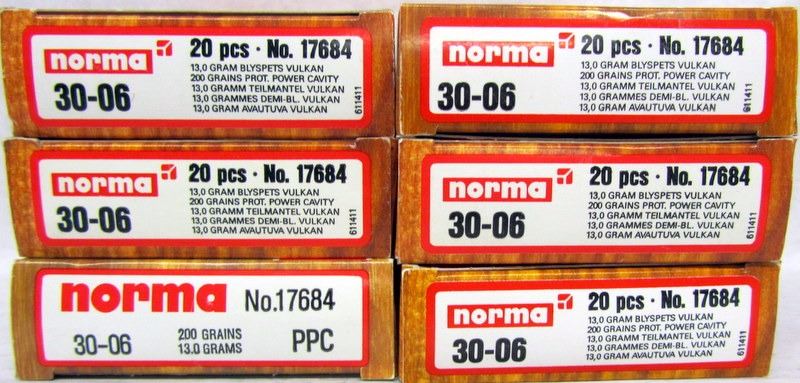 norma
20 pcs · No. 17684
13,0 GRAM BLYSPETS VULKAN
200 GRAINS PROT. POWER CAVITY
13,0 GRAMM TEILMANTEL VULKAN
13,0 GRAMMES DEMI-BL. VULKAN
13,0 GRAM AVAUTUVA VULKAN
30-06
611411
norma
20 pcs · No. 17684
13,0 GRAM BLYSPETS VULKAN
200 GRAINS PROT. POWER CAVITY
13,0 GRAMM TEILMANTEL VULKAN
13,0 GRAMMES DEMI-BL. VULKAN
13,0 GRAM AVAUTUVA VULKAN
30-06
611411
norma
20 pcs · No. 17684
13,0 GRAM BLYSPETS VULKAN
200 GRAINS PROT. POWER CAVITY
13,0 GRAMM TEILMANTEL VULKAN
13,0 GRAMMES DEMI-BL. VULKAN
13,0 GRAM AVAUTUVA VULKAN
30-06
611411
norma
20 pcs · No. 17684
13,0 GRAM BLYSPETS VULKAN
200 GRAINS PROT. POWER CAVITY
13,0 GRAMM TEILMANTEL VULKAN
13,0 GRAMMES DEMI-BL. VULKAN
13,0 GRAM AVAUTUVA VULKAN
30-06
611411
norma No.17684
30-06
200 GRAINS
13.0 GRAMS
PPC
norma
20 pcs · No. 17684
13,0 GRAM BLYSPETS VULKAN
200 GRAINS PROT. POWER CAVITY
13,0 GRAMM TEILMANTEL VULKAN
13,0 GRAMMES DEMI-BL. VULKAN
13,0 GRAM AVAUTUVA VULKAN
30-06
611411